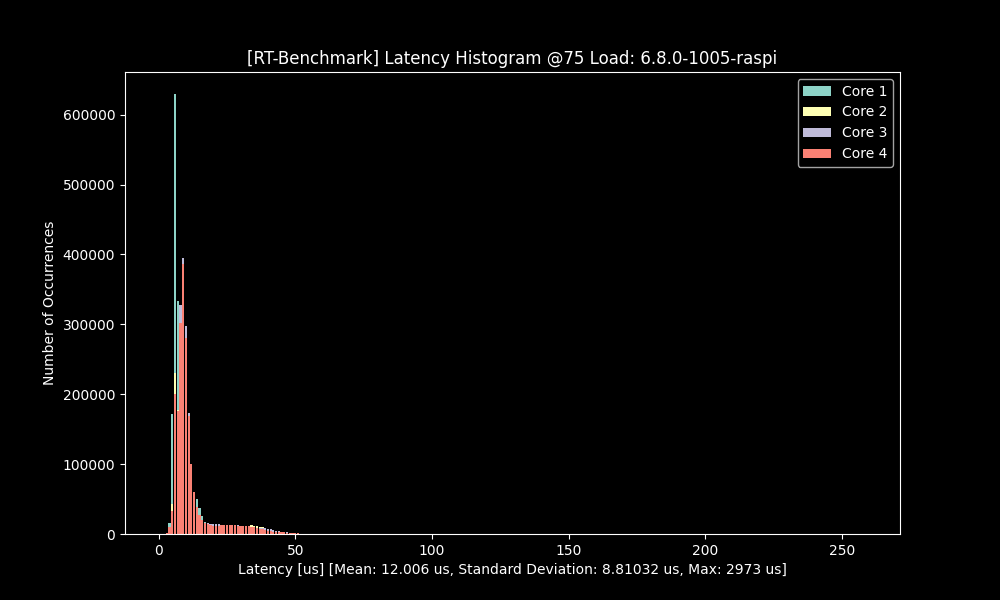 [RT-Benchmark] Latency Histogram @75 Load: 6.8.0-1005-raspi
Core 1
Core 2
Core 3
Core 4
Number of Occurrences
600000
500000
400000
300000
200000
100000
0
0 50 100 150 200 250
Latency [us] [Mean: 12.006 us, Standard Deviation: 8.81032 us, Max: 2973 us]